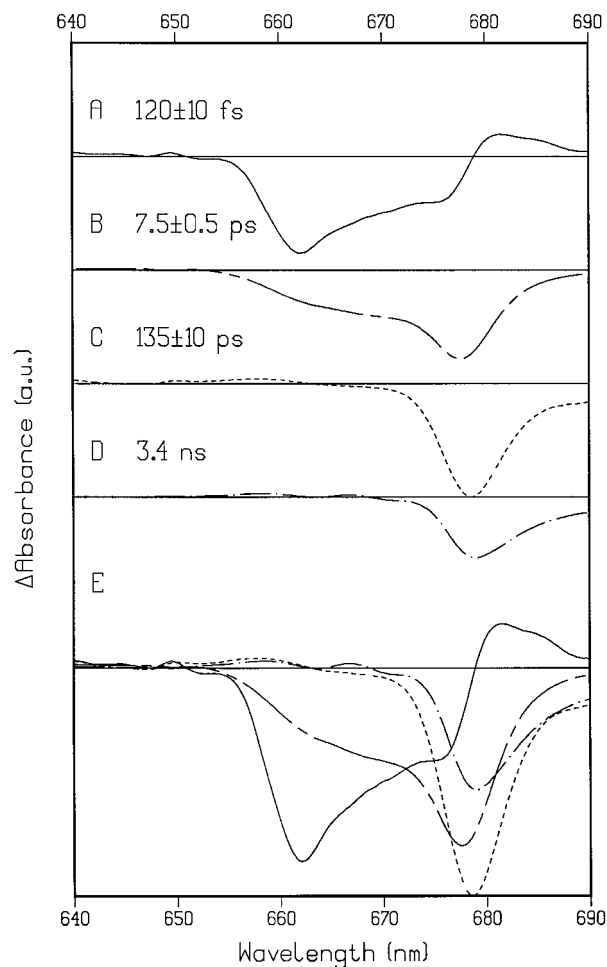 640 650 660 670 680 690
A 120±10 fs
B 7.5±0.5 ps
C 135±10 ps
D 3.4 ns
E
ΔAbsorbance (a.u.)
640 650 660 670 680 690
Wavelength (nm)